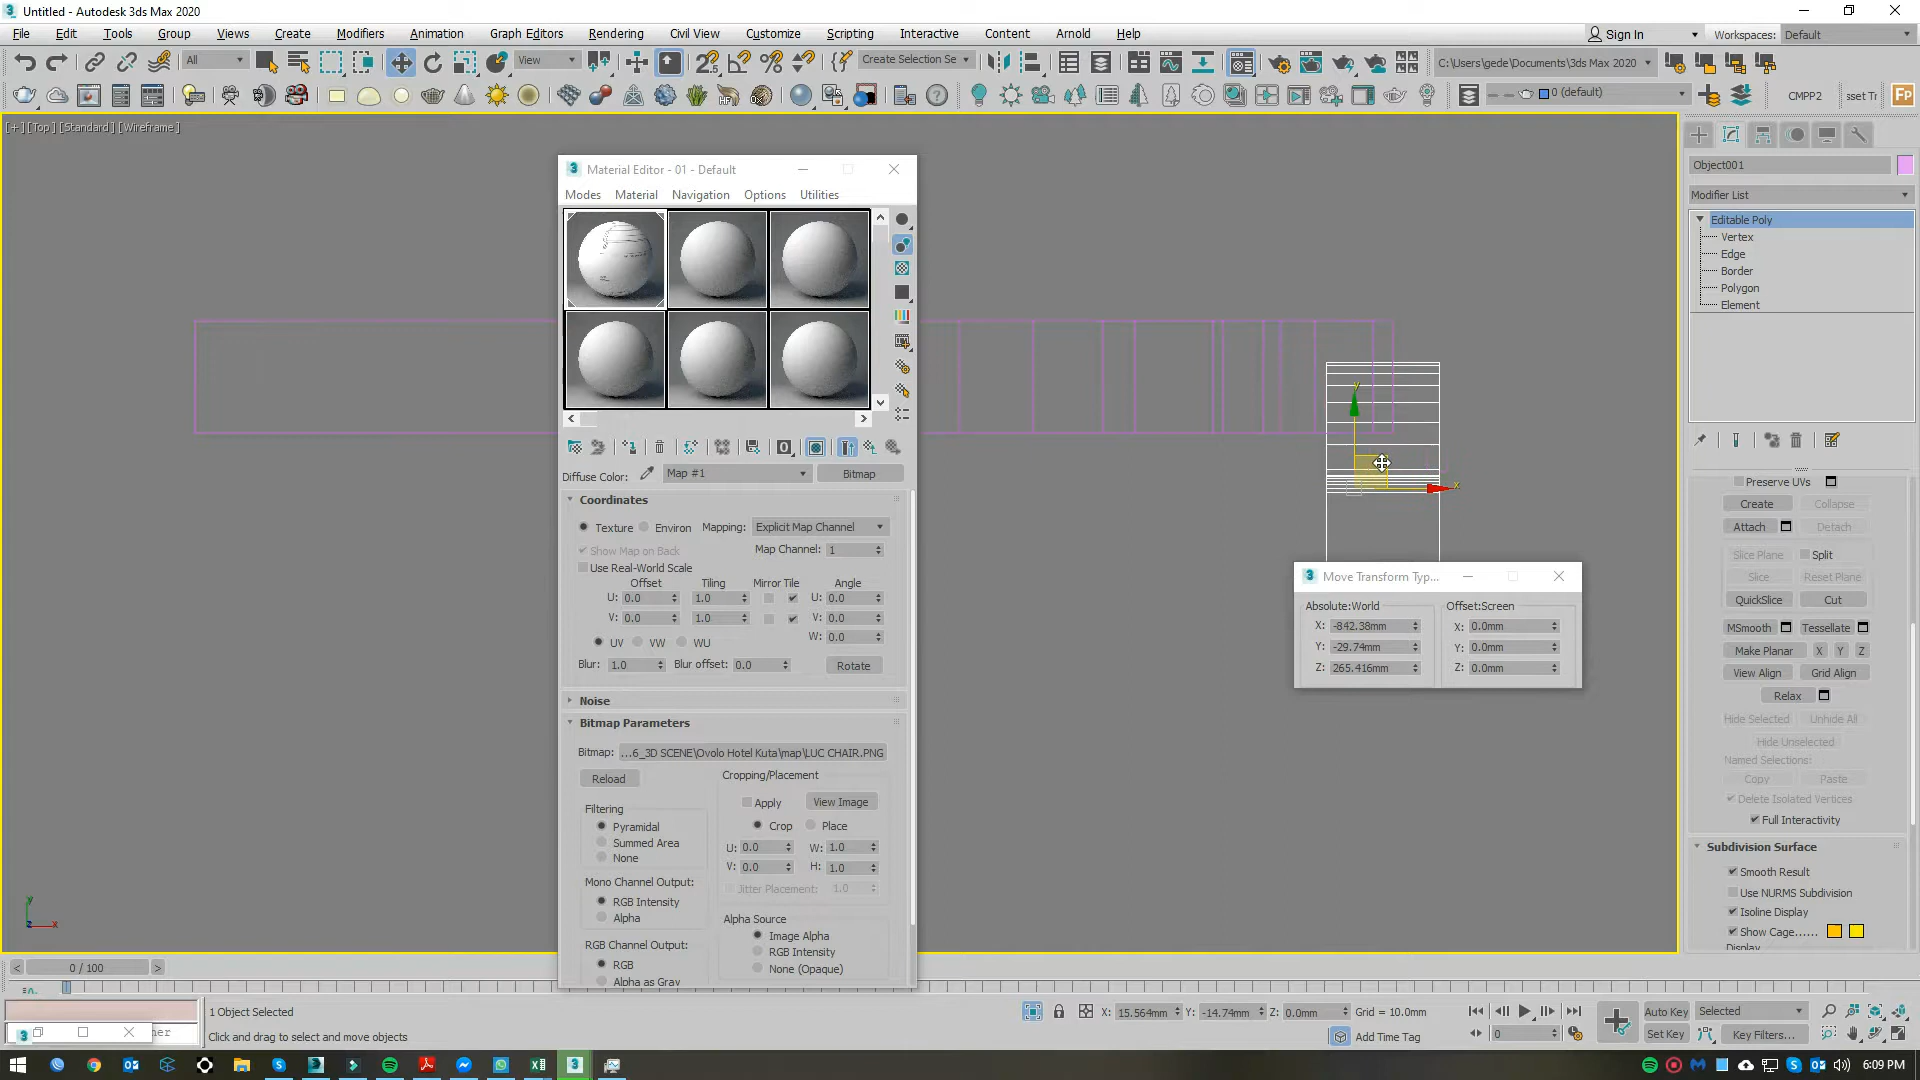 Untitled - Autodesk 3ds Max 2020
File Edit Tools Group Views Create Modifiers Animation Graph Editors Rendering Civil View Customize Scripting Interactive Content Arnold Help
Sign In Workspaces: Default
All View Create Selection Se C:\Users\gede\Documents\3ds Max 2020
0 (default) CMPP2 sset Tr Fp
[+] [Top] [Standard] [Wireframe]
Object001
Modifier List
Editable Poly
Vertex
Edge
Border
Polygon
Element
Material Editor - 01 - Default
Modes Material Navigation Options Utilities
Diffuse Color: Map #1 Bitmap
Coordinates
Texture Environ Mapping: Explicit Map Channel
Show Map on Back Map Channel: 1
Use Real-World Scale
Offset Tiling Mirror Tile Angle
U: 0.0 1.0 U: 0.0
V: 0.0 1.0 V: 0.0
W: 0.0
UV VW WU
Blur: 1.0 Blur offset: 0.0 Rotate
Noise
Bitmap Parameters
Bitmap: ...6_3D SCENE\Ovolo Hotel Kuta\map\LUC CHAIR.PNG
Reload
Cropping/Placement
Apply View Image
Crop Place
U: 0.0 W: 1.0
V: 0.0 H: 1.0
Jitter Placement: 1.0
Filtering
Pyramidal
Summed Area
None
Mono Channel Output:
RGB Intensity
Alpha
RGB Channel Output:
RGB
Alpha as Gray
Alpha Source
Image Alpha
RGB Intensity
None (Opaque)
y
x
Move Transform Typ...
Absolute:World Offset:Screen
X: -842.38mm X: 0.0mm
Y: -29.74mm Y: 0.0mm
Z: 265.416mm Z: 0.0mm
Preserve UVs
Create Collapse
Attach Detach
Slice Plane Split
Slice Reset Plane
QuickSlice Cut
MSmooth Tessellate
Make Planar X Y Z
View Align Grid Align
Relax
Hide Selected Unhide All
Hide Unselected
Named Selections:
Copy Paste
Delete Isolated Vertices
Full Interactivity
Subdivision Surface
Smooth Result
Use NURMS Subdivision
Isoline Display
Show Cage......
Display
y
z
x
0 / 100
1 Object Selected
Click and drag to select and move objects
X: 15.564mm Y: -14.74mm Z: 0.0mm Grid = 10.0mm
Add Time Tag
Auto Key Selected
Set Key Key Filters...
0
6:09 PM